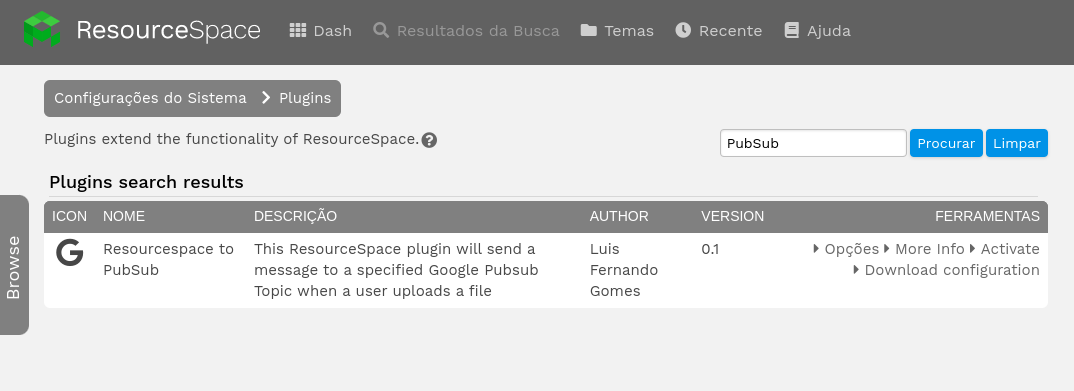 ResourceSpace Dash Resultados da Busca Temas Recente Ajuda
Configurações do Sistema Plugins
Plugins extend the functionality of ResourceSpace.
PubSub Procurar Limpar
Plugins search results
ICON NOME DESCRIÇÃO AUTHOR VERSION FERRAMENTAS
Resourcespace to This ResourceSpace plugin will send a Luis 0.1 Opções More Info Activate
PubSub message to a specified Google Pubsub Fernando Download configuration
Topic when a user uploads a file Gomes
Browse